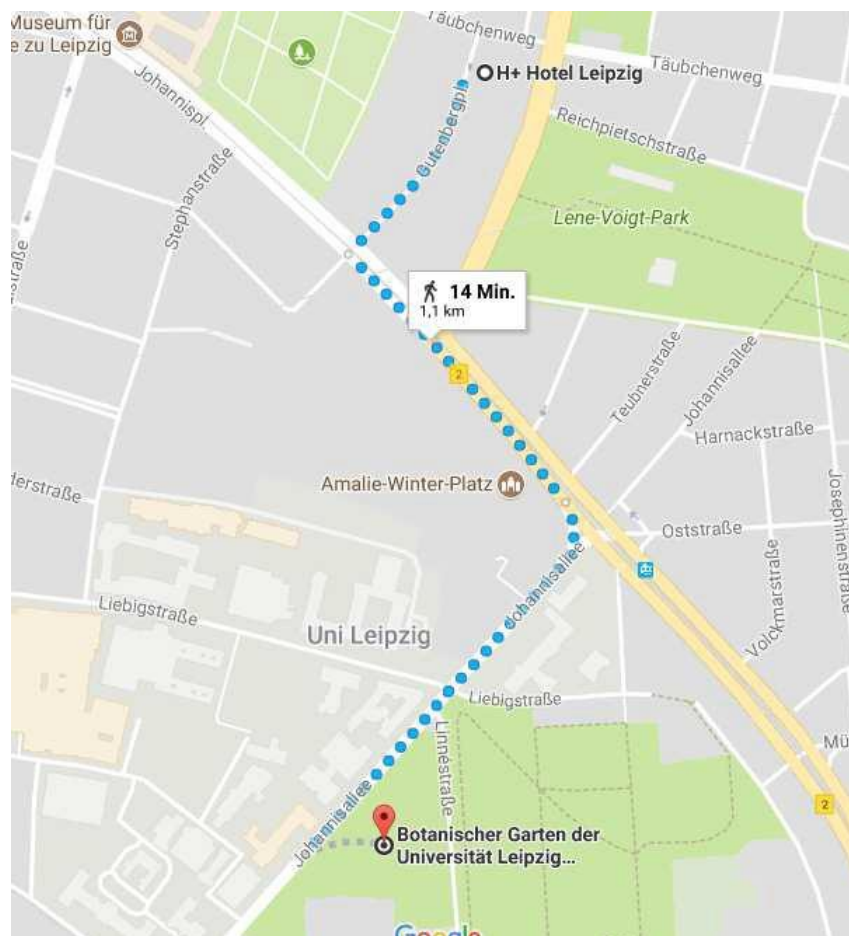 Museum für
e zu Leipzig
Täubchenweg
H+ Hotel Leipzig
Täubchenweg
Johannispl.
Reichpietschstraße
Stephanstraße
Lene-Voigt-Park
14 Min.
1,1 km
2
Teubnerstraße
Johannisallee
Harnackstraße
Amalie-Winter-Platz
Josephinenstraße
Oststraße
Volckmarstraße
Johannisallee
Liebigstraße
Uni Leipzig
Liebigstraße
Linnéstraße
Mü
2
Johannisallee
Botanischer Garten der
Universität Leipzig...
Google